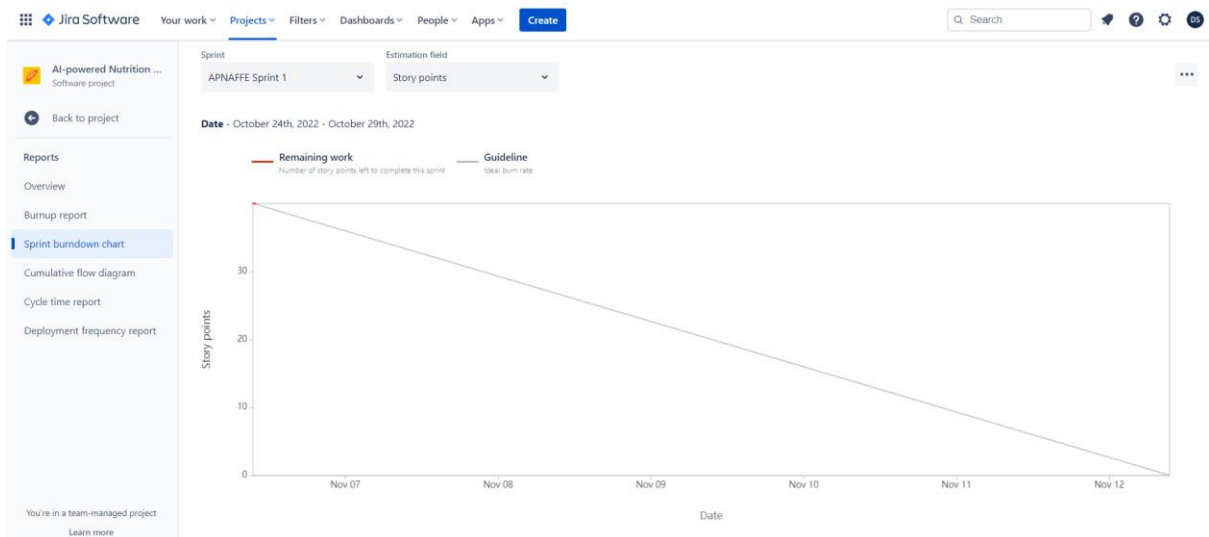 Jira Software Your work Projects Filters Dashboards People Apps Create Search DS
AI-powered Nutrition ...
Software project
Back to project
Reports
Overview
Burnup report
Sprint burndown chart
Cumulative flow diagram
Cycle time report
Deployment frequency report
You're in a team-managed project
Learn more
Sprint Estimation field
APNAFFE Sprint 1 Story points
Date - October 24th, 2022 - October 29th, 2022
Remaining work Guideline
Number of story points left to complete this sprint Ideal burn rate
Story points
30
20
10
0
Nov 07 Nov 08 Nov 09 Nov 10 Nov 11 Nov 12
Date